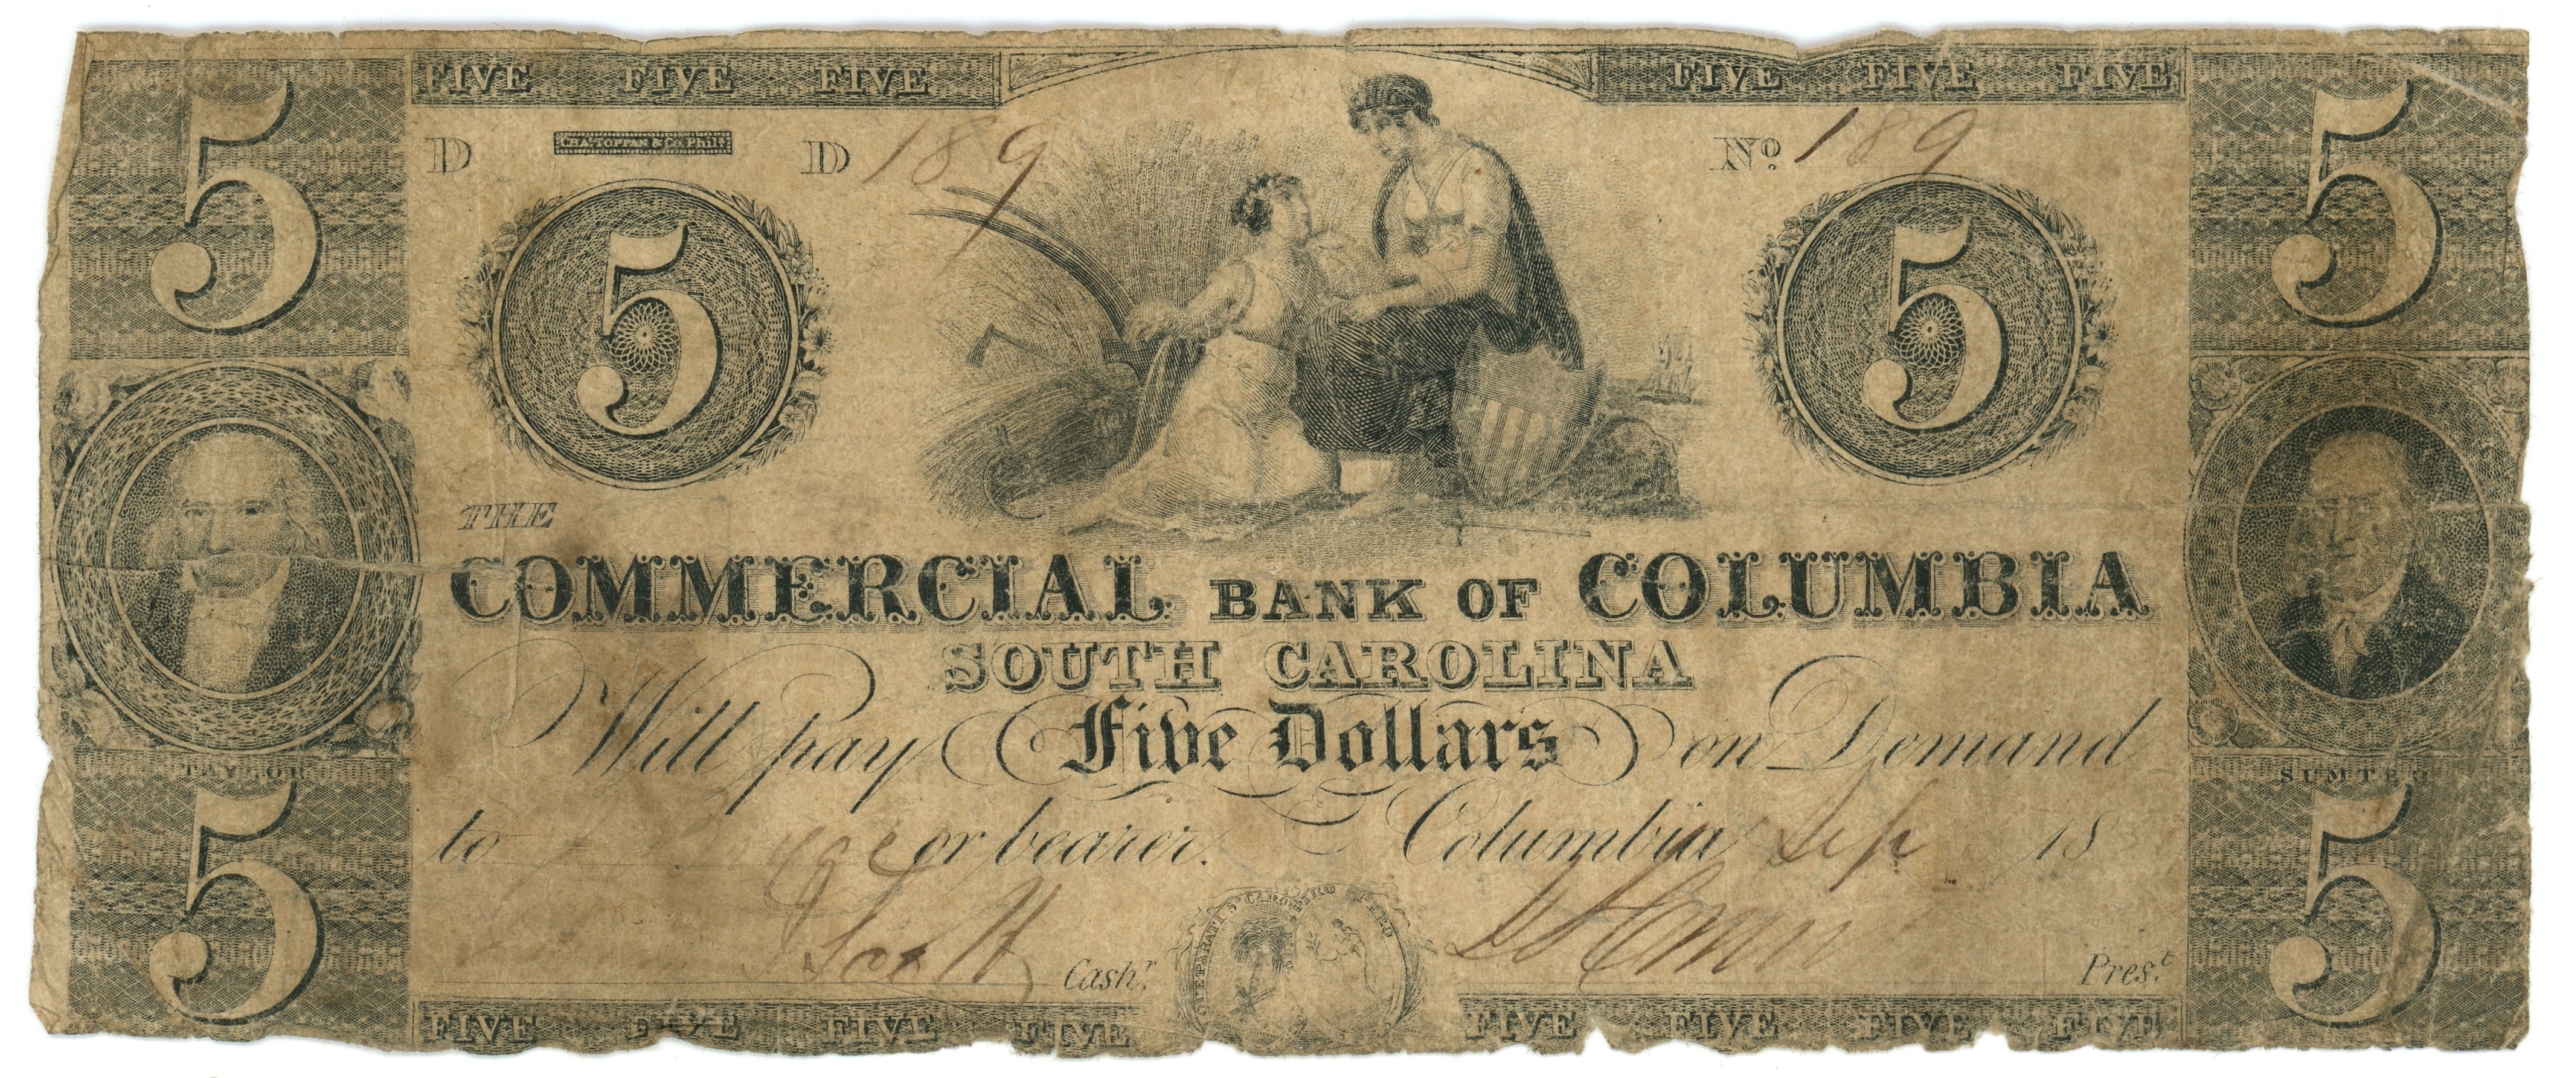 5 FIVE FIVE FIVE FIVE FIVE FIVE 5
D CHAS TOPPAN & Co. Phila. D 189 No. 189
5 5
THE
COMMERCIAL BANK OF COLUMBIA
SOUTH CAROLINA
Will pay Five Dollars on Demand
TAYLOR SUMTER
to or bearer. Columbia Sep 18
5 5
Scott Cash.r Pres.t
FIVE FIVE FIVE FIVE FIVE FIVE FIVE FIVE